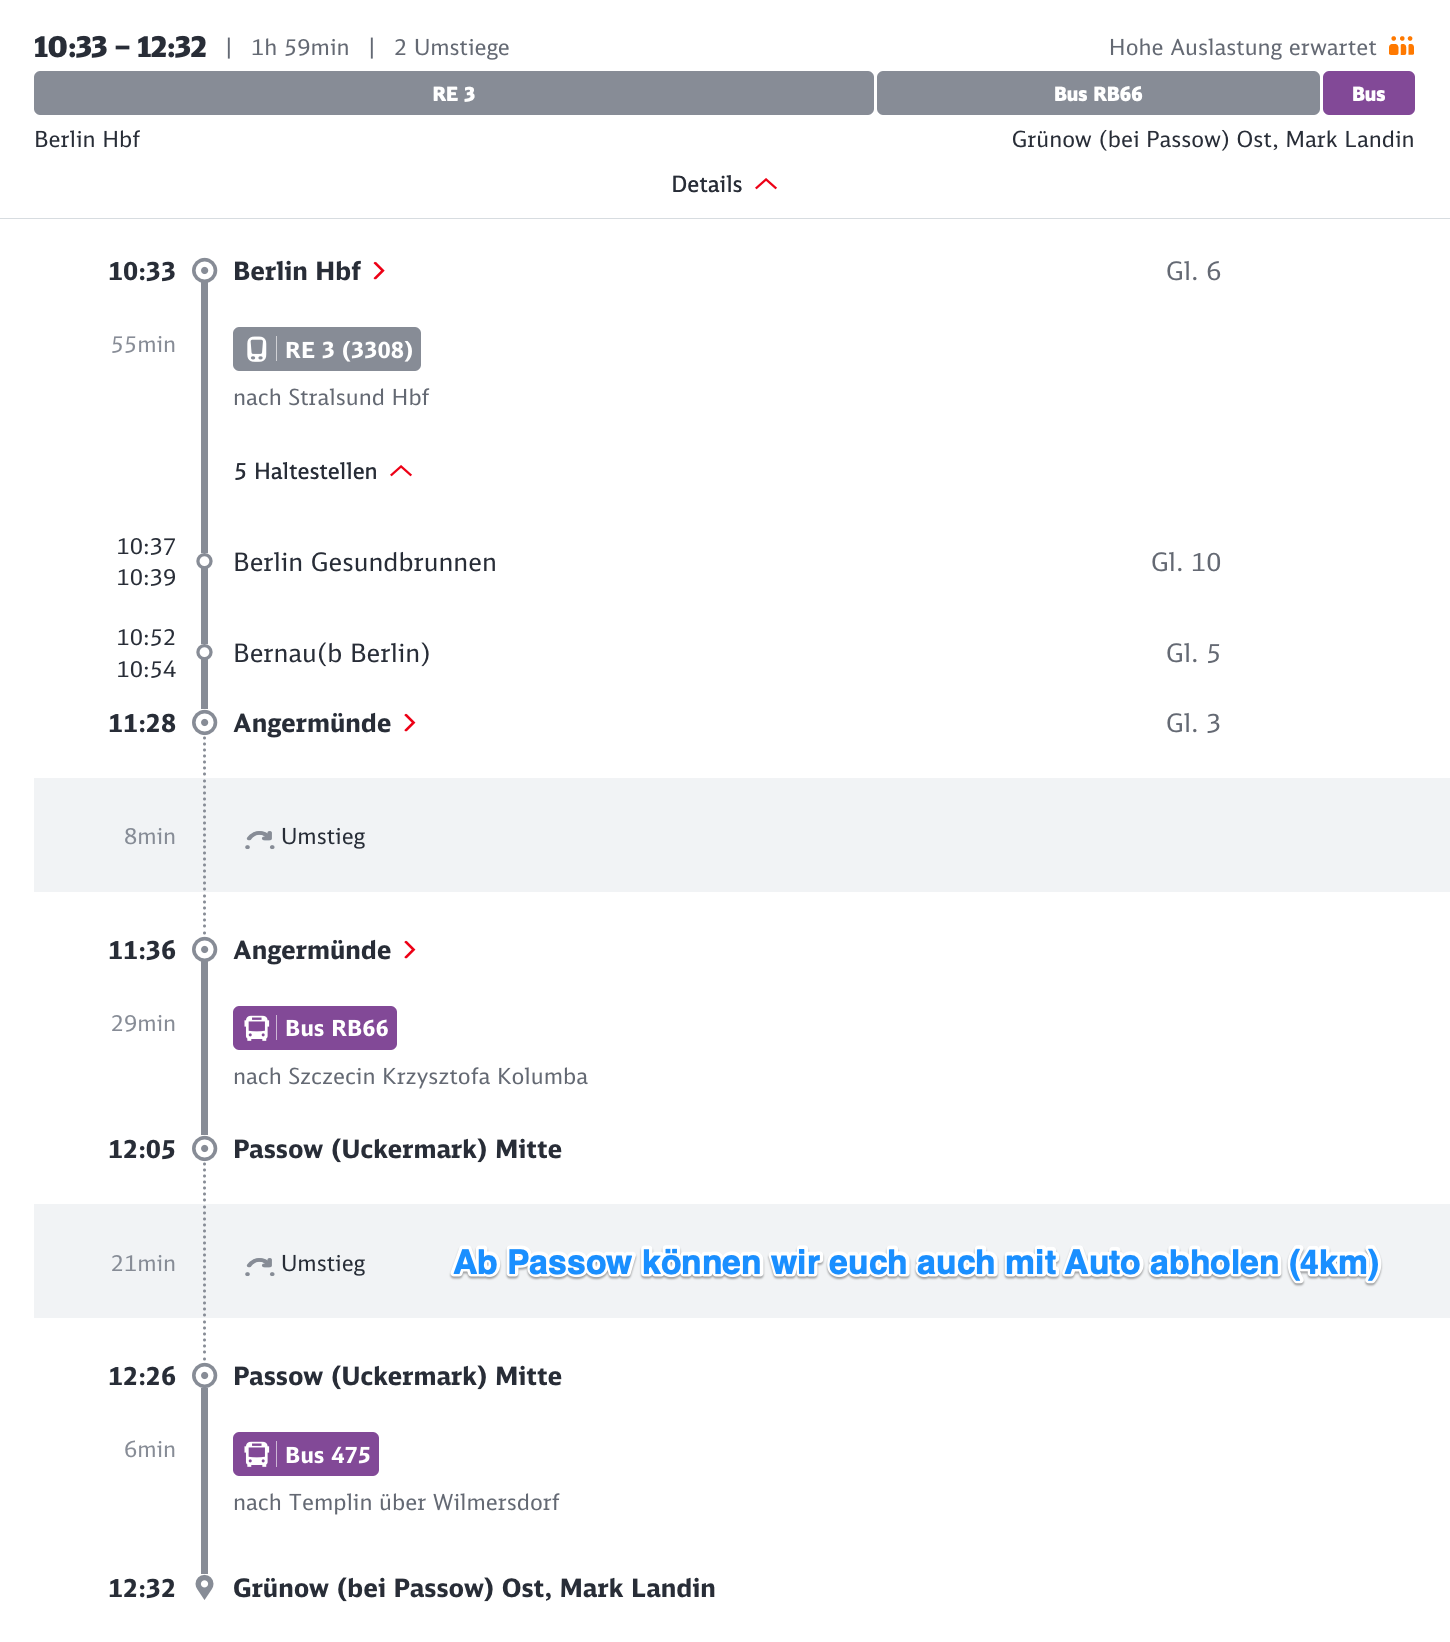 10:33 – 12:32 | 1h 59min | 2 Umstiege Hohe Auslastung erwartet
RE 3 Bus RB66 Bus
Berlin Hbf Grünow (bei Passow) Ost, Mark Landin
Details
10:33 Berlin Hbf Gl. 6
55min RE 3 (3308)
nach Stralsund Hbf
5 Haltestellen
10:37
10:39
Berlin Gesundbrunnen Gl. 10
10:52
10:54
Bernau(b Berlin) Gl. 5
11:28 Angermünde Gl. 3
8min Umstieg
11:36 Angermünde
29min Bus RB66
nach Szczecin Krzysztofa Kolumba
12:05 Passow (Uckermark) Mitte
21min Umstieg Ab Passow können wir euch auch mit Auto abholen (4km)
12:26 Passow (Uckermark) Mitte
6min Bus 475
nach Templin über Wilmersdorf
12:32 Grünow (bei Passow) Ost, Mark Landin